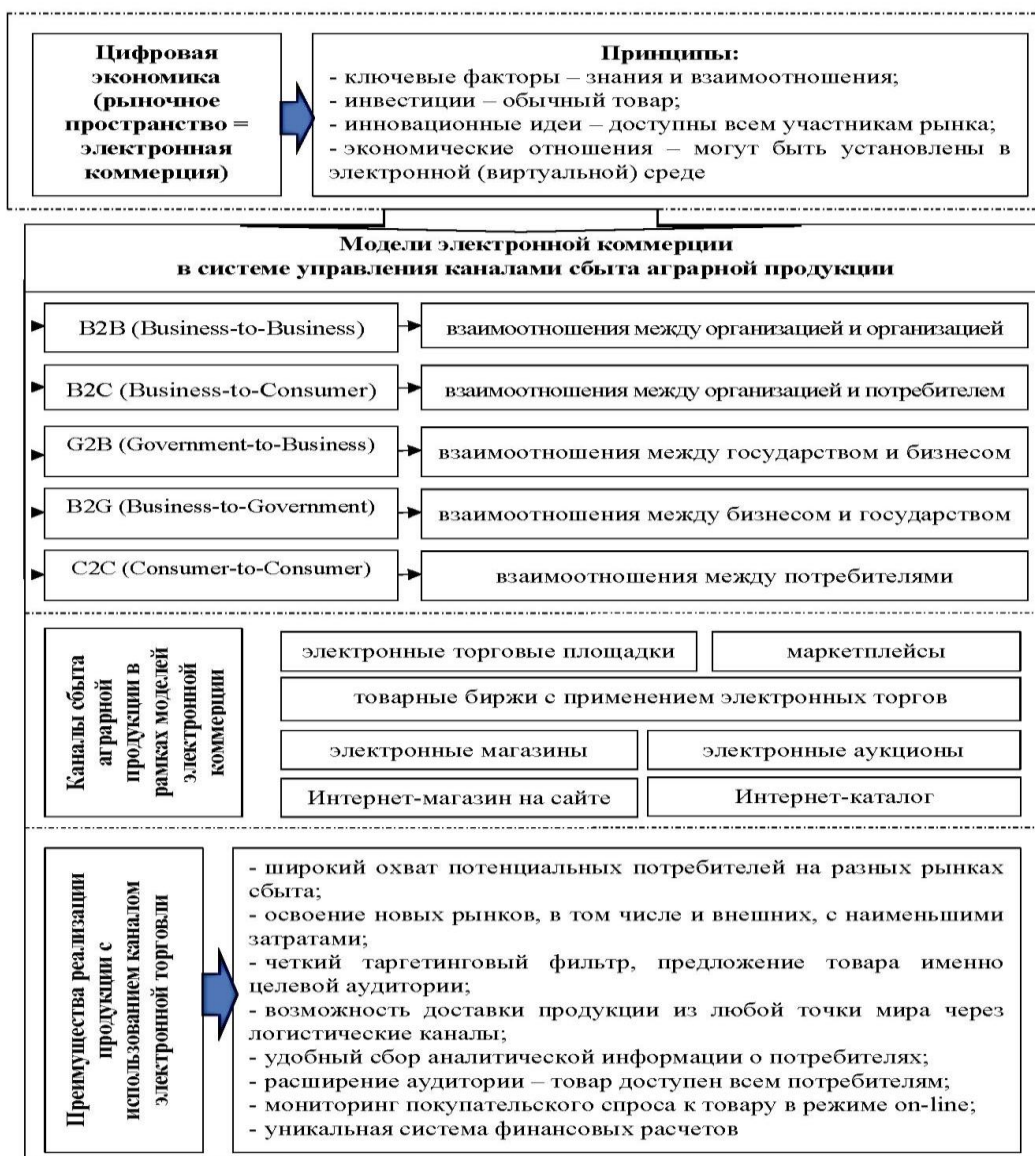 Цифровая
экономика
(рыночное
пространство =
электронная
коммерция)
Принципы:
- ключевые факторы – знания и взаимоотношения;
- инвестиции – обычный товар;
- инновационные идеи – доступны всем участникам рынка;
- экономические отношения – могут быть установлены в
электронной (виртуальной) среде
Модели электронной коммерции
в системе управления каналами сбыта аграрной продукции
B2B (Business-to-Business)
взаимоотношения между организацией и организацией
B2C (Business-to-Consumer)
взаимоотношения между организацией и потребителем
G2B (Government-to-Business)
взаимоотношения между государством и бизнесом
B2G (Business-to-Government)
взаимоотношения между бизнесом и государством
C2C (Consumer-to-Consumer)
взаимоотношения между потребителями
Каналы сбыта
аграрной
продукции в
рамках моделей
электронной
коммерции
электронные торговые площадки
маркетплейсы
товарные биржи с применением электронных торгов
электронные магазины
электронные аукционы
Интернет-магазин на сайте
Интернет-каталог
Преимущества реализации
продукции с
использованием каналом
электронной торговли
- широкий охват потенциальных потребителей на разных рынках
сбыта;
- освоение новых рынков, в том числе и внешних, с наименьшими
затратами;
- четкий таргетинговый фильтр, предложение товара именно
целевой аудитории;
- возможность доставки продукции из любой точки мира через
логистические каналы;
- удобный сбор аналитической информации о потребителях;
- расширение аудитории – товар доступен всем потребителям;
- мониторинг покупательского спроса к товару в режиме on-line;
- уникальная система финансовых расчетов